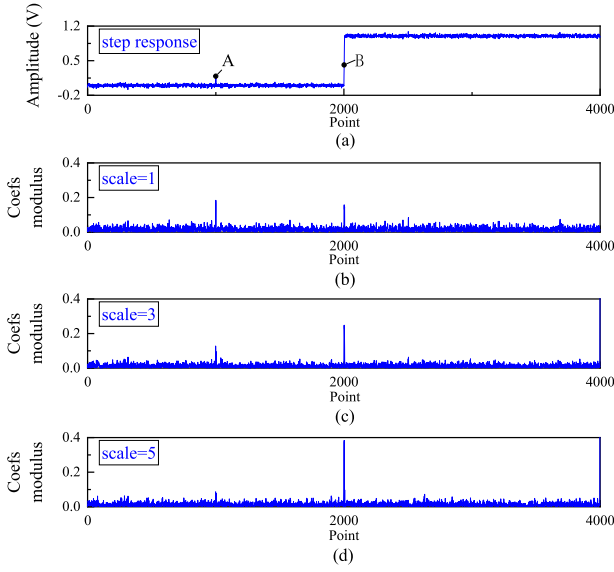 Amplitude (V)
1.2
0.5
-0.2
step response
A
B
0
2000
4000
Point
(a)
Coefs
modulus
0.4
0.2
0.0
scale=1
0
2000
4000
Point
(b)
Coefs
modulus
0.4
0.2
0.0
scale=3
0
2000
4000
Point
(c)
Coefs
modulus
0.4
0.2
0.0
scale=5
0
2000
4000
Point
(d)